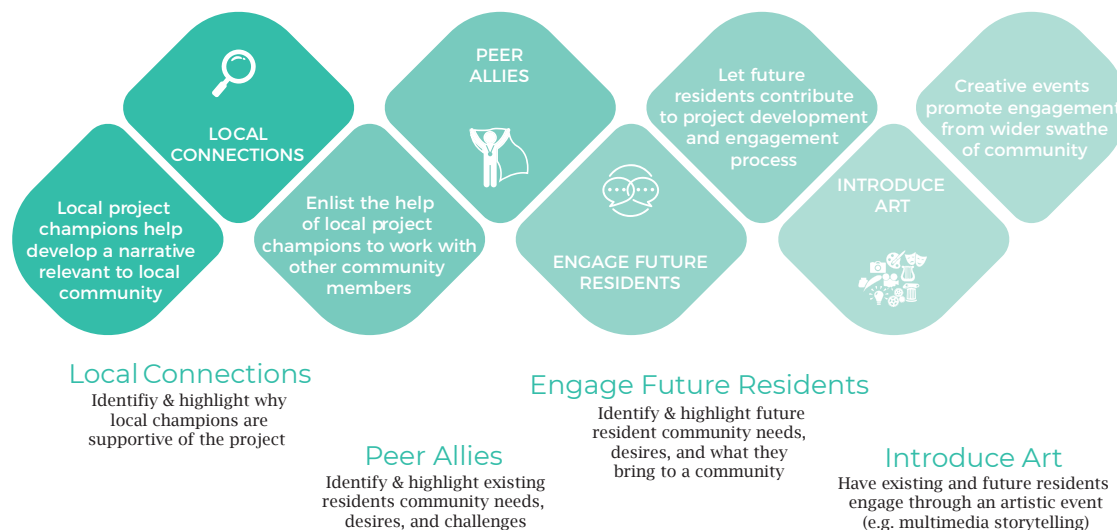 LOCAL
CONNECTIONS
Local project
champions help
develop a narrative
relevant to local
community
PEER
ALLIES
Enlist the help
of local project
champions to work with
other community
members
Let future
residents contribute
to project development
and engagement
process
ENGAGE FUTURE
RESIDENTS
Creative events
promote engagement
from wider swathe
of community
INTRODUCE
ART
Local Connections
Identifiy & highlight why
local champions are
supportive of the project
Peer Allies
Identify & highlight existing
residents community needs,
desires, and challenges
Engage Future Residents
Identify & highlight future
resident community needs,
desires, and what they
bring to a community
Introduce Art
Have existing and future residents
engage through an artistic event
(e.g. multimedia storytelling)